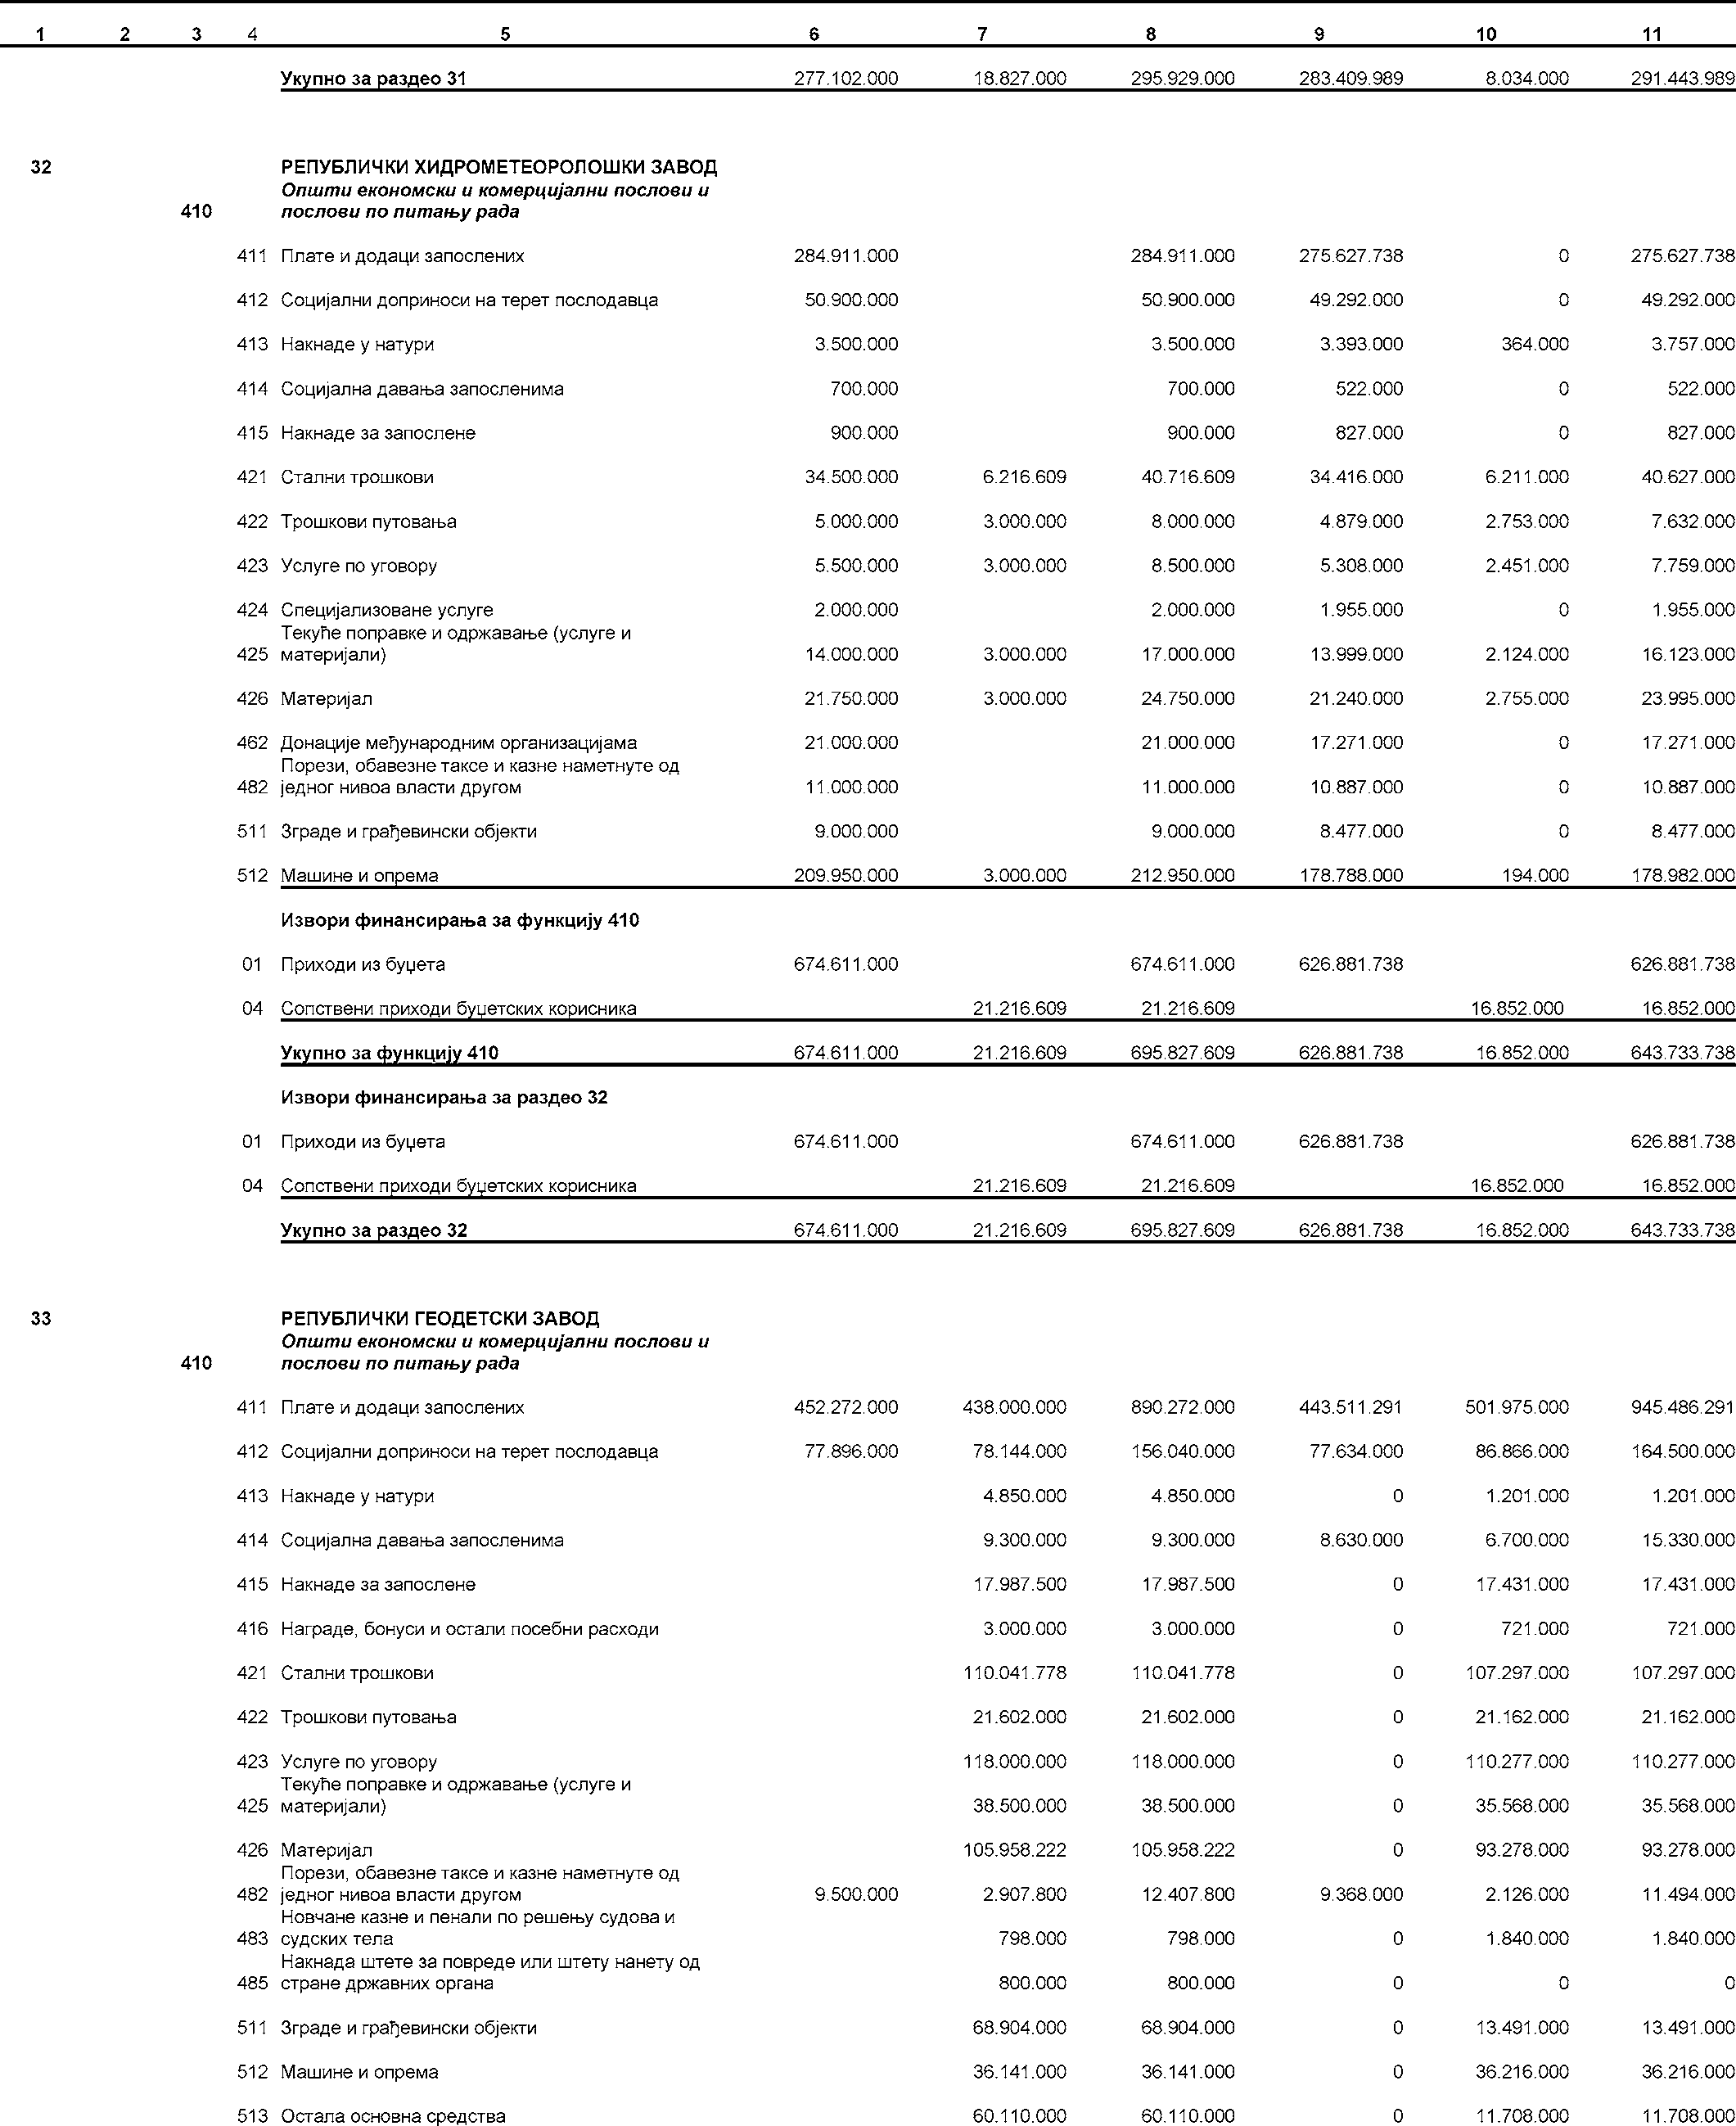 1 2 3 4 5 6 7 8 9 10 11
Укупно за раздео 31 277.102.000 18.827.000 295.929.000 283.409.989 8.034.000 291.443.989
32 РЕПУБЛИЧКИ ХИДРОМЕТЕОРОЛОШКИ ЗАВОД
Општи економски и комерцијални послови и
410 послови по питању рада
411 Плате и додаци запослених 284.911.000 284.911.000 275.627.738 0 275.627.738
412 Социјални доприноси на терет послодавца 50.900.000 50.900.000 49.292.000 0 49.292.000
413 Накнаде у натури 3.500.000 3.500.000 3.393.000 364.000 3.757.000
414 Социјална давања запосленима 700.000 700.000 522.000 0 522.000
415 Накнаде за запослене 900.000 900.000 827.000 0 827.000
421 Стални трошкови 34.500.000 6.216.609 40.716.609 34.416.000 6.211.000 40.627.000
422 Трошкови путовања 5.000.000 3.000.000 8.000.000 4.879.000 2.753.000 7.632.000
423 Услуге по уговору 5.500.000 3.000.000 8.500.000 5.308.000 2.451.000 7.759.000
424 Специјализоване услуге 2.000.000 2.000.000 1.955.000 0 1.955.000
Текуће поправке и одржавање (услуге и
425 материјали) 14.000.000 3.000.000 17.000.000 13.999.000 2.124.000 16.123.000
426 Материјал 21.750.000 3.000.000 24.750.000 21.240.000 2.755.000 23.995.000
462 Донације међународним организацијама 21.000.000 21.000.000 17.271.000 0 17.271.000
Порези, обавезне таксе и казне наметнуте од
482 једног нивоа власти другом 11.000.000 11.000.000 10.887.000 0 10.887.000
511 Зграде и грађевински објекти 9.000.000 9.000.000 8.477.000 0 8.477.000
512 Машине и опрема 209.950.000 3.000.000 212.950.000 178.788.000 194.000 178.982.000
Извори финансирања за функцију 410
01 Приходи из буџета 674.611.000 674.611.000 626.881.738 626.881.738
04 Сопствени приходи буџетских корисника 21.216.609 21.216.609 16.852.000 16.852.000
Укупно за функцију 410 674.611.000 21.216.609 695.827.609 626.881.738 16.852.000 643.733.738
Извори финансирања за раздео 32
01 Приходи из буџета 674.611.000 674.611.000 626.881.738 626.881.738
04 Сопствени приходи буџетских корисника 21.216.609 21.216.609 16.852.000 16.852.000
Укупно за раздео 32 674.611.000 21.216.609 695.827.609 626.881.738 16.852.000 643.733.738
33 РЕПУБЛИЧКИ ГЕОДЕТСКИ ЗАВОД
Општи економски и комерцијални послови и
410 послови по питању рада
411 Плате и додаци запослених 452.272.000 438.000.000 890.272.000 443.511.291 501.975.000 945.486.291
412 Социјални доприноси на терет послодавца 77.896.000 78.144.000 156.040.000 77.634.000 86.866.000 164.500.000
413 Накнаде у натури 4.850.000 4.850.000 0 1.201.000 1.201.000
414 Социјална давања запосленима 9.300.000 9.300.000 8.630.000 6.700.000 15.330.000
415 Накнаде за запослене 17.987.500 17.987.500 0 17.431.000 17.431.000
416 Награде, бонуси и остали посебни расходи 3.000.000 3.000.000 0 721.000 721.000
421 Стални трошкови 110.041.778 110.041.778 0 107.297.000 107.297.000
422 Трошкови путовања 21.602.000 21.602.000 0 21.162.000 21.162.000
423 Услуге по уговору 118.000.000 118.000.000 0 110.277.000 110.277.000
Текуће поправке и одржавање (услуге и
425 материјали) 38.500.000 38.500.000 0 35.568.000 35.568.000
426 Материјал 105.958.222 105.958.222 0 93.278.000 93.278.000
Порези, обавезне таксе и казне наметнуте од
482 једног нивоа власти другом 9.500.000 2.907.800 12.407.800 9.368.000 2.126.000 11.494.000
Новчане казне и пенали по решењу судова и
483 судских тела 798.000 798.000 0 1.840.000 1.840.000
Накнада штете за повреде или штету нанету од
485 стране државних органа 800.000 800.000 0 0 0
511 Зграде и грађевински објекти 68.904.000 68.904.000 0 13.491.000 13.491.000
512 Машине и опрема 36.141.000 36.141.000 0 36.216.000 36.216.000
513 Остала основна средства 60.110.000 60.110.000 0 11.708.000 11.708.000